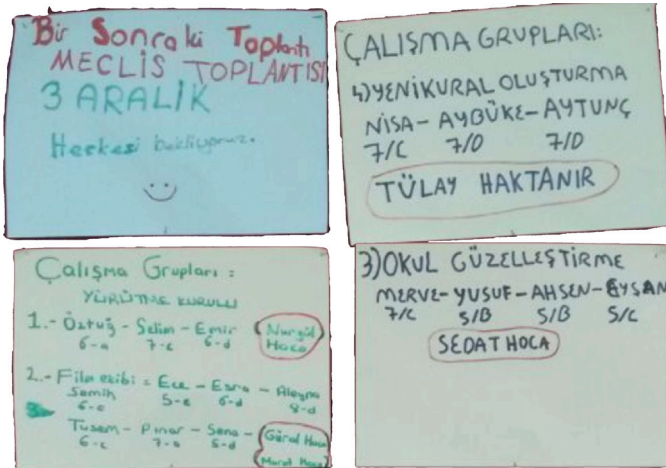 Bir Sonraki Toplantı
MECLİS TOPLANTISI
3 ARALIK
Herkesi bekliyoruz.
ÇALIŞMA GRUPLARI:
4) YENİKURAL OLUŞTURMA
NİSA- AYBÜKE- AYTUNÇ
7/C 7/D 7/D
TÜLAY HAKTANIR
Çalışma Grupları :
YÜRÜTME KURULU
1.- Öztuğ - Selim - Emir
6-a 7-c 6-d
Nurgül
Hoca
2.- Film ekibi : Ece - Esra - Aleyna
Semih 5-e 6-d 8-d
6-e
Tusem - Pınar - Sena -
6-c 7-a 5-d
Gürol Hoca
Murat Hoca
3) OKUL GÜZELLEŞTİRME
MERVE- YUSUF- AHSEN- EYSAN
7/C 5/B 5/B 5/C
SEDAT HOCA